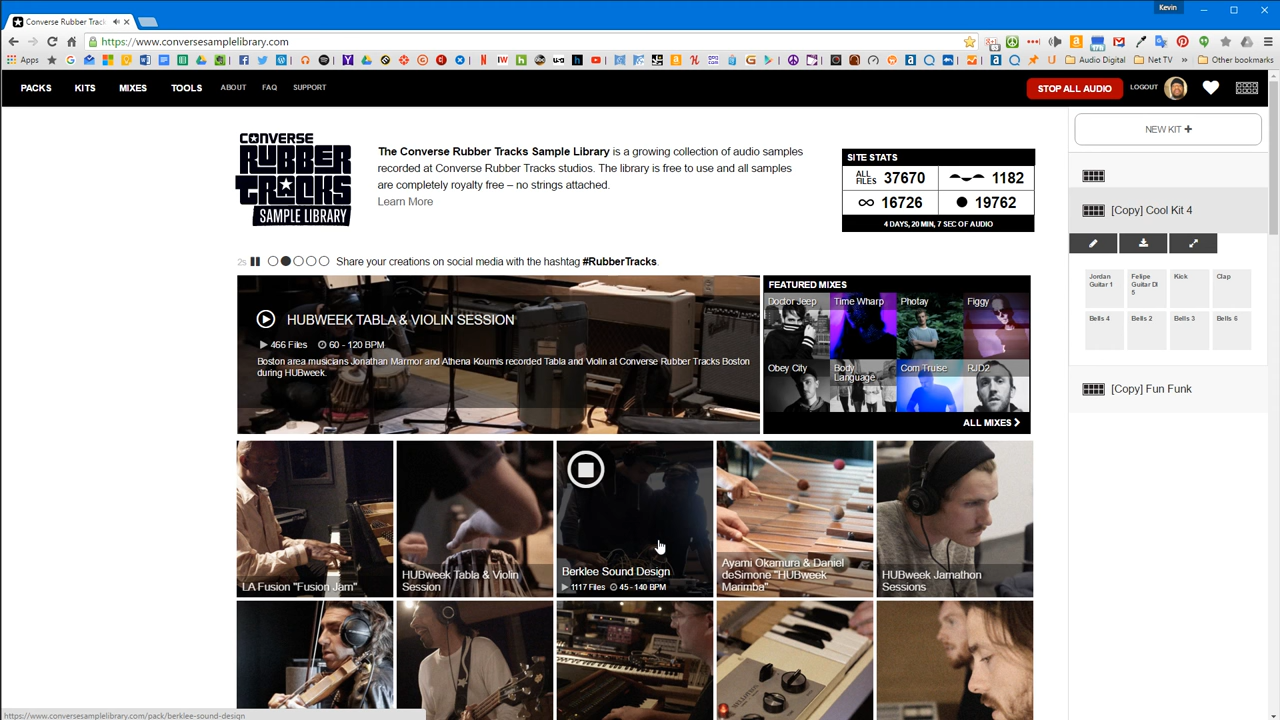 Kevin
Converse Rubber Trac
https://www.conversesamplelibrary.com
Apps
Audio Digital
Net TV
Other bookmarks
PACKS KITS MIXES TOOLS ABOUT FAQ SUPPORT
STOP ALL AUDIO
LOGOUT
CONVERSE
RUBBER
TRACKS
SAMPLE LIBRARY
The Converse Rubber Tracks Sample Library is a growing collection of audio samples
recorded at Converse Rubber Tracks studios. The library is free to use and all samples
are completely royalty free – no strings attached.
Learn More
SITE STATS
ALL FILES 37670
1182
16726
19762
4 DAYS, 20 MIN, 7 SEC OF AUDIO
NEW KIT +
[Copy] Cool Kit 4
Jordan Guitar 1
Felipe Guitar DI 5
Kick
Clap
Bells 4
Bells 2
Bells 3
Bells 6
[Copy] Fun Funk
2s
Share your creations on social media with the hashtag #RubberTracks.
HUBWEEK TABLA & VIOLIN SESSION
466 Files 60 - 120 BPM
Boston area musicians Jonathan Marmor and Athena Koumis recorded Tabla and Violin at Converse Rubber Tracks Boston
during HUBweek.
FEATURED MIXES
Doctor Jeep
Time Wharp
Photay
Figgy
Obey City
Body Language
Com Truise
RJD2
ALL MIXES
LA Fusion "Fusion Jam"
HUBweek Tabla & Violin
Session
Berklee Sound Design
1117 Files 45 - 140 BPM
Ayami Okamura & Daniel
deSimone "HUBweek
Marimba"
HUBweek Jamathon
Sessions
https://www.conversesamplelibrary.com/pack/berklee-sound-design